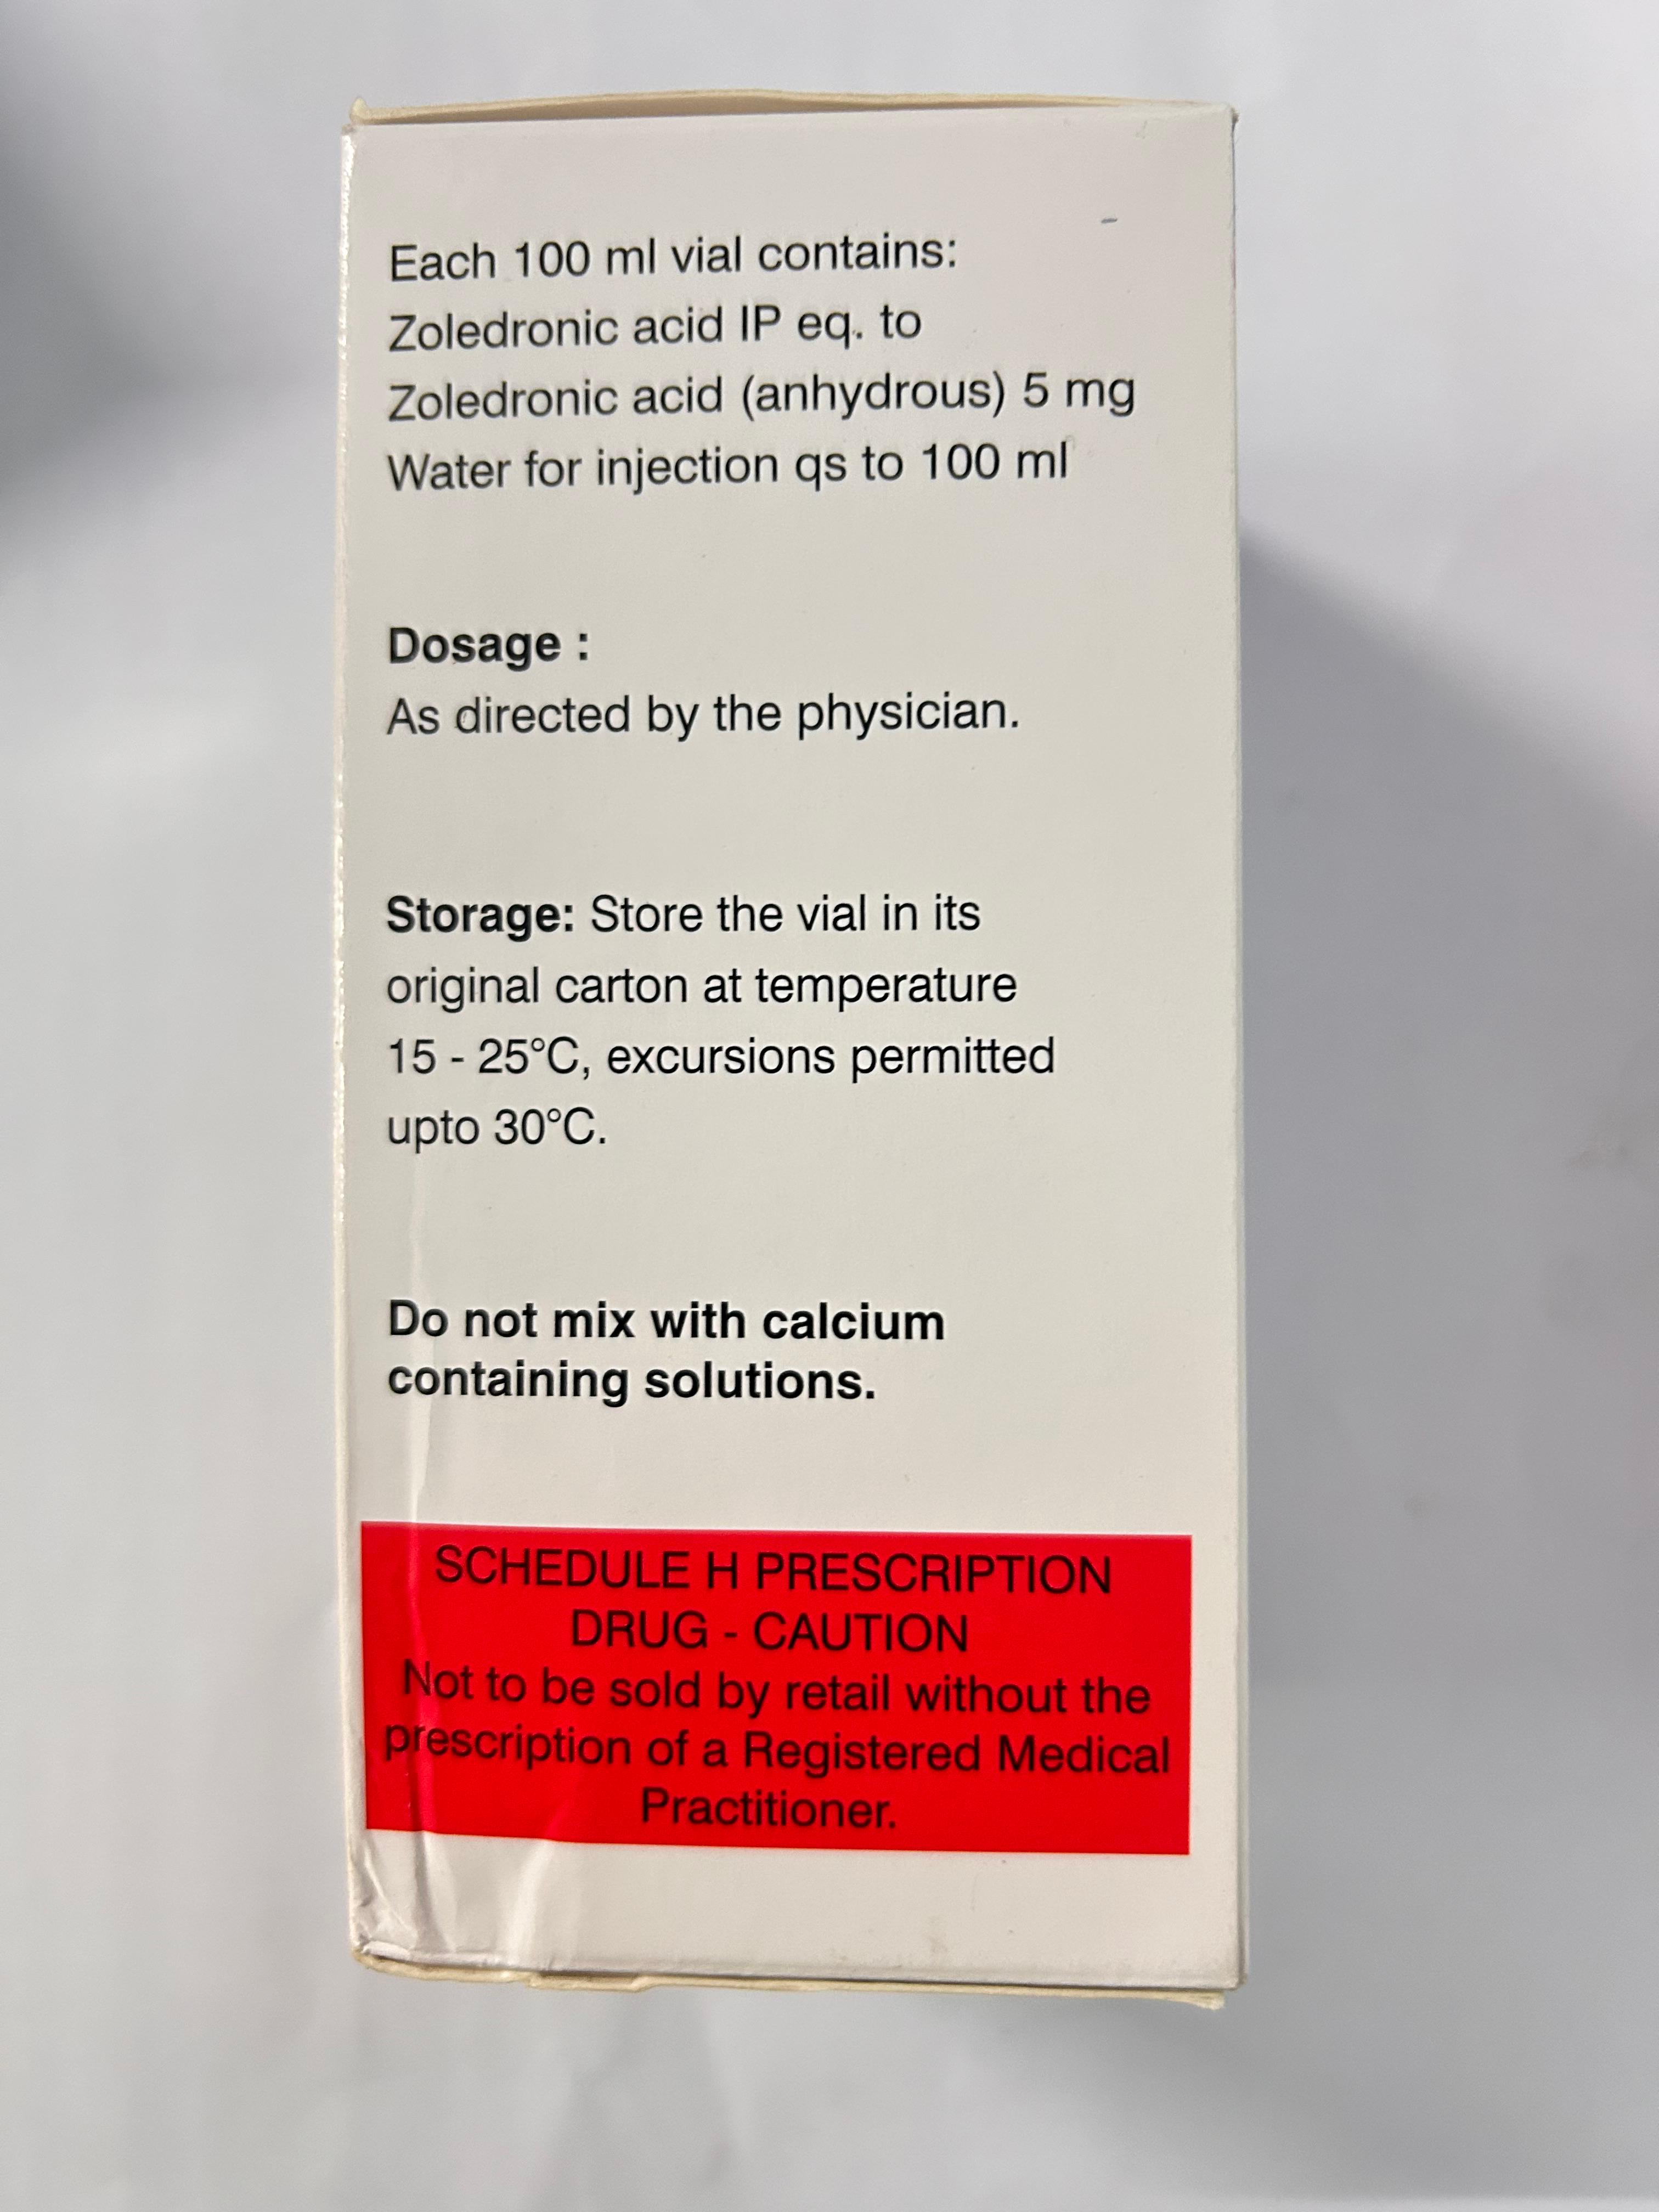 Each 100 ml vial contains:
Zoledronic acid IP eq. to
Zoledronic acid (anhydrous) 5 mg
Water for injection qs to 100 ml
Dosage :
As directed by the physician.
Storage: Store the vial in its
original carton at temperature
15 - 25°C, excursions permitted
upto 30°C.
Do not mix with calcium
containing solutions.
SCHEDULE H PRESCRIPTION
DRUG - CAUTION
Not to be sold by retail without the
prescription of a Registered Medical
Practitioner.